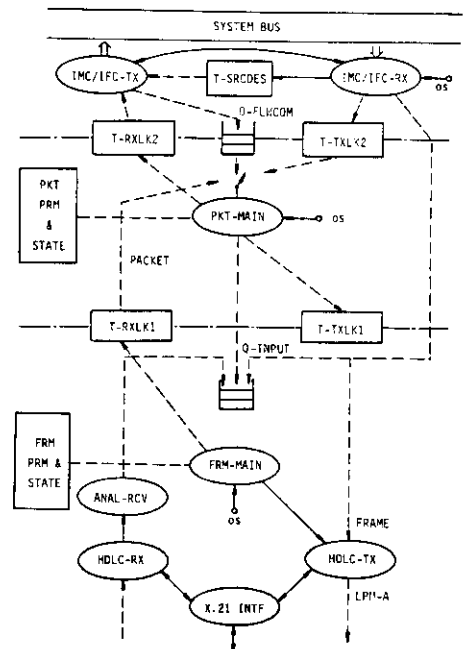 SYSTEM BUS
IMC/IFC-TX
T-SRCDES
IMC/IFC-RX
OS
Q-FLWCOM
T-RXLK2
T-TXLK2
PKT
PRM
&
STATE
PKT-MAIN
OS
PACKET
T-RXLK1
T-TXLK1
Q-INPUT
FRM
PRM &
STATE
FRM-MAIN
ANAL-RCV
OS
FRAME
HDLC-RX
HDLC-TX
X.21 INTF
LPM-A